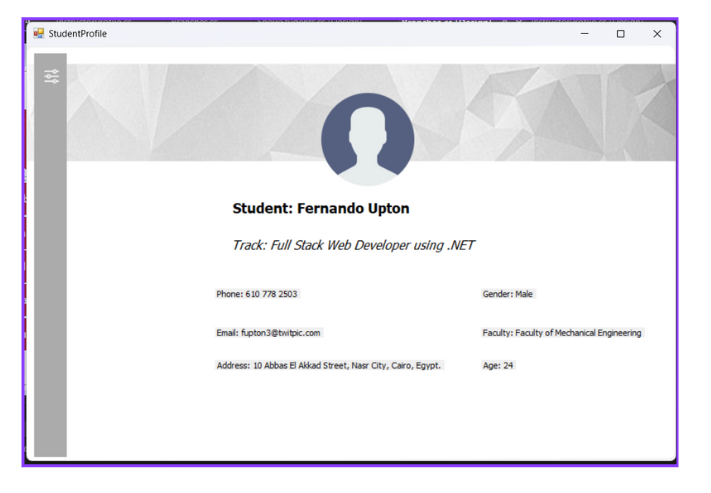 StudentProfile
Student: Fernando Upton
Track: Full Stack Web Developer using .NET
Phone: 610 778 2503
Gender: Male
Email: fupton3@twitpic.com
Faculty: Faculty of Mechanical Engineering
Address: 10 Abbas El Akkad Street, Nasr City, Cairo, Egypt.
Age: 24